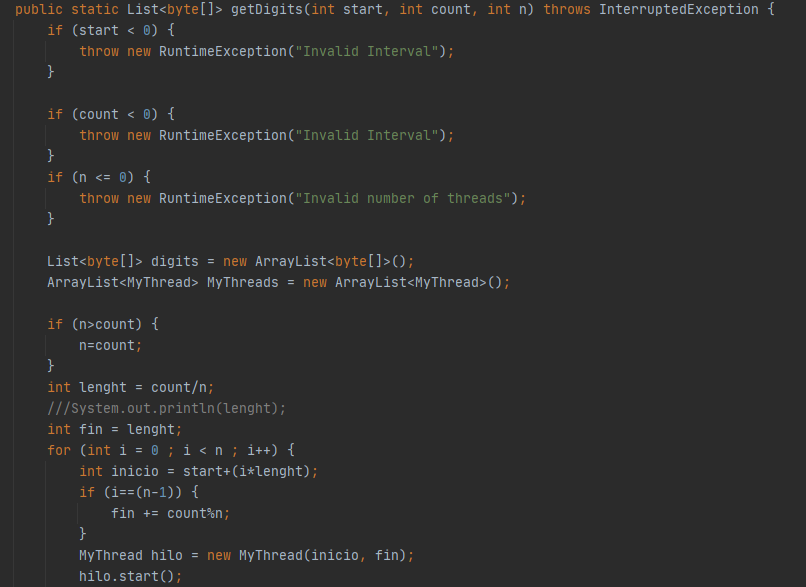 public static List<byte[]> getDigits(int start, int count, int n) throws InterruptedException {
    if (start < 0) {
        throw new RuntimeException("Invalid Interval");
    }

    if (count < 0) {
        throw new RuntimeException("Invalid Interval");
    }
    if (n <= 0) {
        throw new RuntimeException("Invalid number of threads");
    }

    List<byte[]> digits = new ArrayList<byte[]>();
    ArrayList<MyThread> MyThreads = new ArrayList<MyThread>();

    if (n>count) {
        n=count;
    }
    int lenght = count/n;
    ///System.out.println(lenght);
    int fin = lenght;
    for (int i = 0 ; i < n ; i++) {
        int inicio = start+(i*lenght);
        if (i==(n-1)) {
            fin += count%n;
        }
        MyThread hilo = new MyThread(inicio, fin);
        hilo.start();